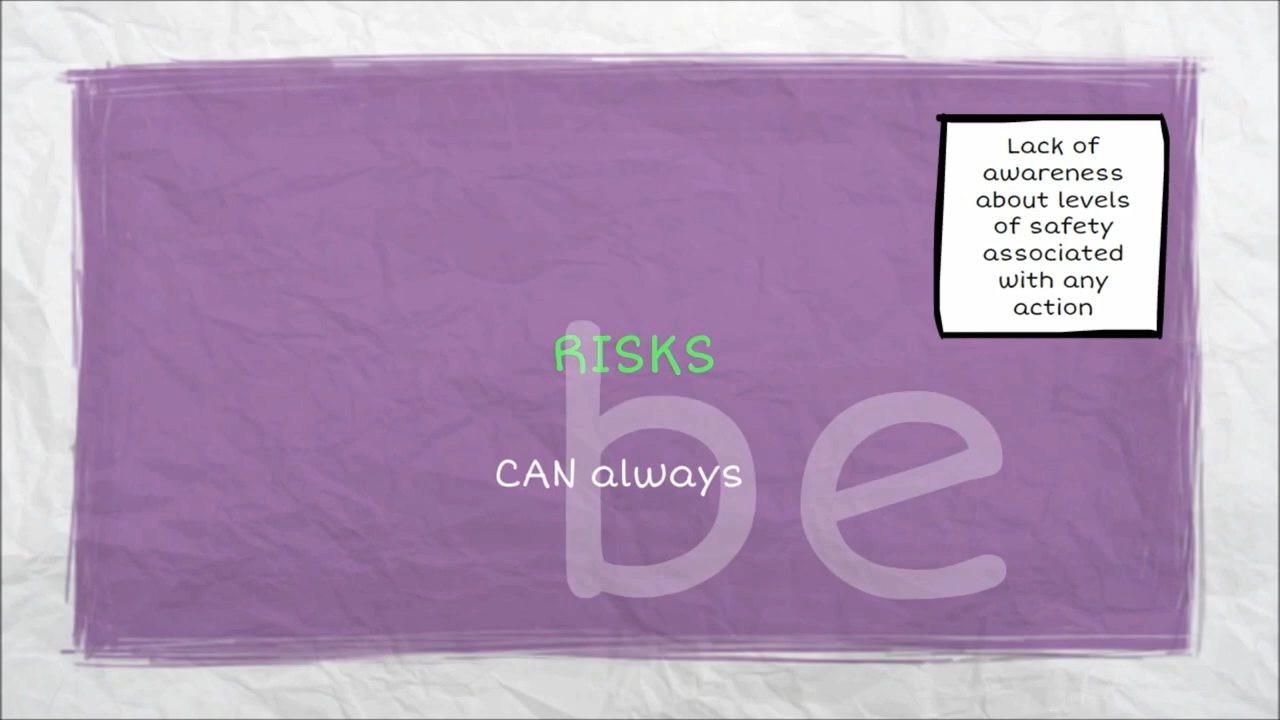 Lack of
awareness
about levels
of safety
associated
with any
action
RISKS
CAN always
be